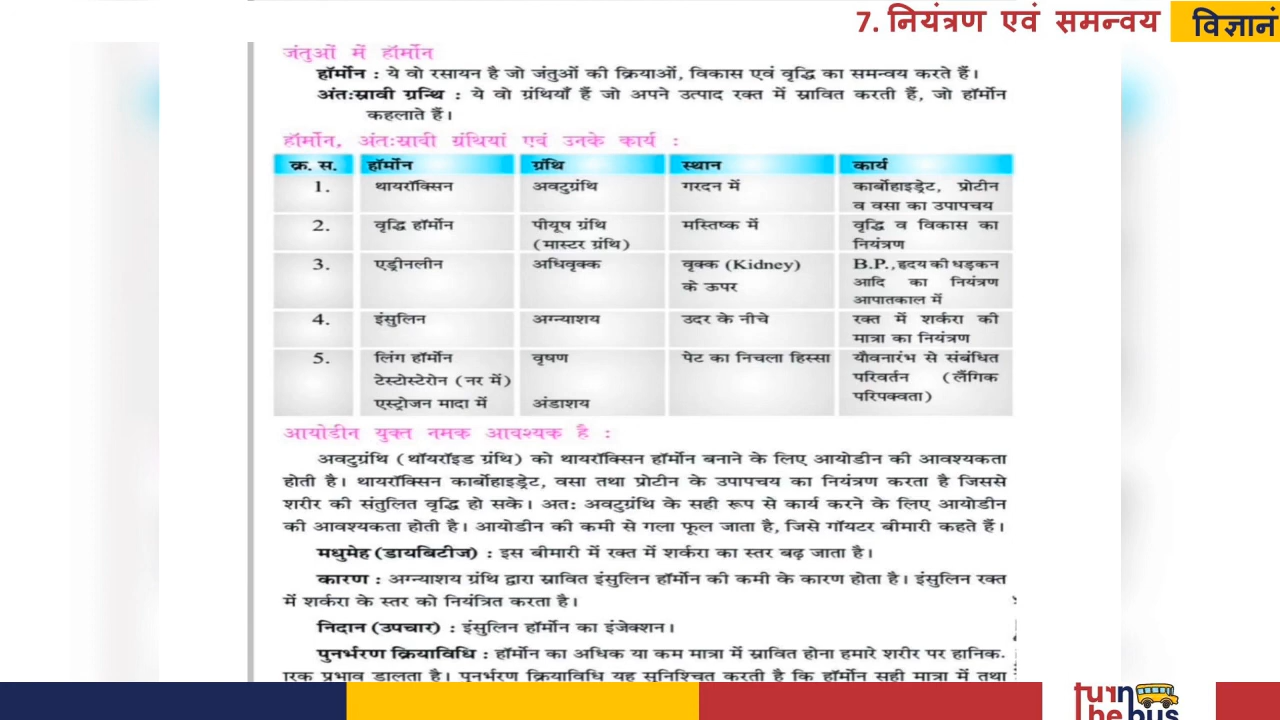 7. नियंत्रण एवं समन्वय
विज्ञानं
जंतुओं में हॉर्मोन
हॉर्मोन : ये वो रसायन है जो जंतुओं की क्रियाओं, विकास एवं वृद्धि का समन्वय करते हैं।
अंतःस्रावी ग्रन्थि : ये वो ग्रंथियाँ हैं जो अपने उत्पाद रक्त में स्रावित करती हैं, जो हॉर्मोन
कहलाते हैं।
हॉर्मोन, अंतःस्रावी ग्रंथियां एवं उनके कार्य :
क्र. स. हॉर्मोन ग्रंथि स्थान कार्य
1. थायरॉक्सिन अवटुग्रंथि गरदन में कार्बोहाइड्रेट, प्रोटीन
व वसा का उपापचय
2. वृद्धि हॉर्मोन पीयूष ग्रंथि मस्तिष्क में वृद्धि व विकास का
(मास्टर ग्रंथि) नियंत्रण
3. एड्रीनलीन अधिवृक्क वृक्क (Kidney) B.P., हृदय की धड़कन
के ऊपर आदि का नियंत्रण
आपातकाल में
4. इंसुलिन अग्न्याशय उदर के नीचे रक्त में शर्करा की
मात्रा का नियंत्रण
5. लिंग हॉर्मोन वृषण पेट का निचला हिस्सा यौवनारंभ से संबंधित
टेस्टोस्टेरोन (नर में) परिवर्तन (लैंगिक
एस्ट्रोजन मादा में अंडाशय परिपक्वता)
आयोडीन युक्त नमक आवश्यक है :
अवटुग्रंथि (थॉयरॉइड ग्रंथि) को थायरॉक्सिन हॉर्मोन बनाने के लिए आयोडीन की आवश्यकता
होती है। थायरॉक्सिन कार्बोहाइड्रेट, वसा तथा प्रोटीन के उपापचय का नियंत्रण करता है जिससे
शरीर की संतुलित वृद्धि हो सके। अतः अवटुग्रंथि के सही रूप से कार्य करने के लिए आयोडीन
की आवश्यकता होती है। आयोडीन की कमी से गला फूल जाता है, जिसे गॉयटर बीमारी कहते हैं।
मधुमेह (डायबिटीज) : इस बीमारी में रक्त में शर्करा का स्तर बढ़ जाता है।
कारण : अग्न्याशय ग्रंथि द्वारा स्रावित इंसुलिन हॉर्मोन की कमी के कारण होता है। इंसुलिन रक्त
में शर्करा के स्तर को नियंत्रित करता है।
निदान (उपचार) : इंसुलिन हॉर्मोन का इंजेक्शन।
पुनर्भरण क्रियाविधि : हॉर्मोन का अधिक या कम मात्रा में स्रावित होना हमारे शरीर पर हानिक-
ारक प्रभाव डालता है। पुनर्भरण क्रियाविधि यह सुनिश्चित करती है कि हॉर्मोन सही मात्रा में तथा
turn
the bus